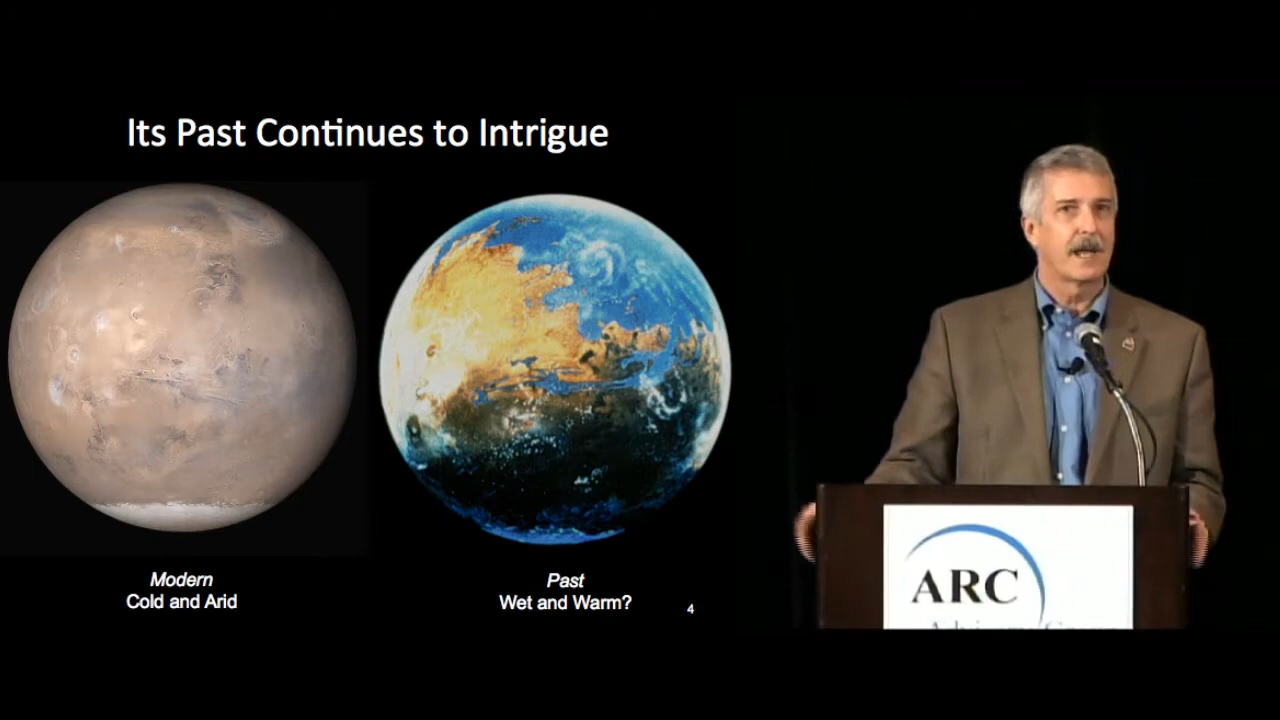 Its Past Continues to Intrigue
Modern
Cold and Arid
Past
Wet and Warm?
4
ARC